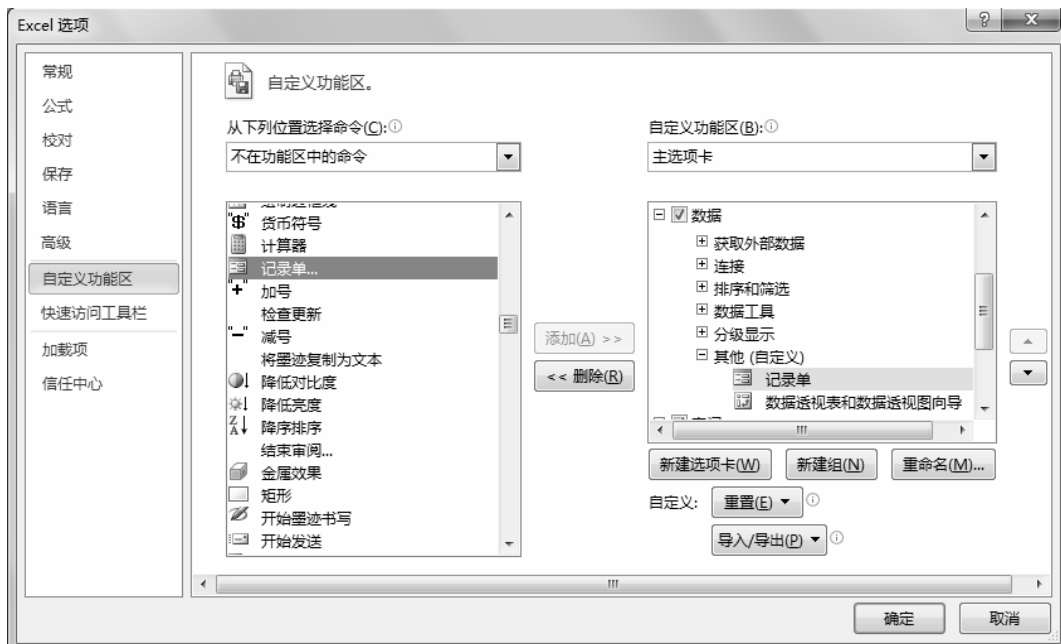 Excel 选项
常规
公式
校对
保存
语言
高级
自定义功能区
快速访问工具栏
加载项
信任中心
自定义功能区。
从下列位置选择命令(C):
不在功能区中的命令
货币符号
计算器
记录单...
加号
检查更新
减号
将墨迹复制为文本
降低对比度
降低亮度
降序排序
结束审阅...
金属效果
矩形
开始墨迹书写
开始发送
添加(A) >>
<< 删除(R)
自定义功能区(B):
主选项卡
数据
获取外部数据
连接
排序和筛选
数据工具
分级显示
其他 (自定义)
记录单
数据透视表和数据透视图向导
新建选项卡(W)
新建组(N)
重命名(M)...
自定义:
重置(E)
导入/导出(P)
确定
取消